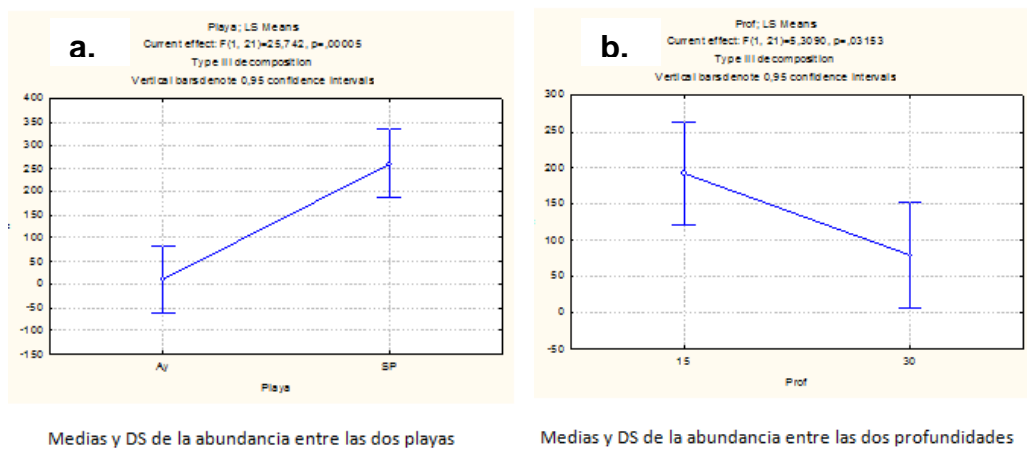 a.
Playa; LS Means
Current effect: F(1, 21)=25,742, p=,00005
Type III decomposition
Vertical bars denote 0,95 confidence intervals
400
350
300
250
200
150
100
50
0
-50
-100
-150
Av
SP
Playa
Medias y DS de la abundancia entre las dos playas
b.
Prof; LS Means
Current effect: F(1, 21)=5,3090, p=,03153
Type III decomposition
Vertical bars denote 0,95 confidence intervals
300
250
200
150
100
50
0
-50
15
30
Prof
Medias y DS de la abundancia entre las dos profundidades